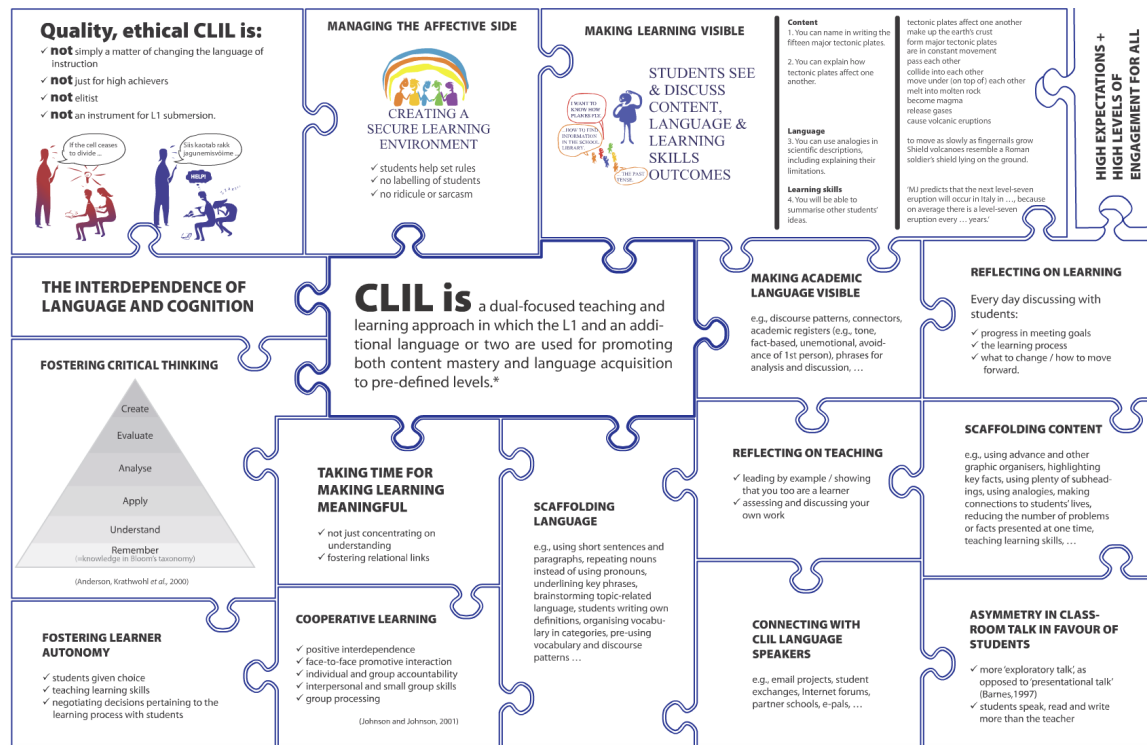 Quality, ethical CLIL is:
✓ not simply a matter of changing the language of
instruction
✓ not just for high achievers
✓ not elitist
✓ not an instrument for L1 submersion.
If the cell ceases
to divide ...
Siis kaotab rakk
jagunemisvõime ...
HELP!
MANAGING THE AFFECTIVE SIDE
CREATING A
SECURE LEARNING
ENVIRONMENT
✓ students help set rules
✓ no labelling of students
✓ no ridicule or sarcasm
MAKING LEARNING VISIBLE
I WANT TO
KNOW HOW
PLANES FLY.
...HOW TO FIND
INFORMATION
IN THE SCHOOL
LIBRARY.
...THE PAST
TENSE.
STUDENTS SEE
& DISCUSS
CONTENT,
LANGUAGE &
LEARNING
SKILLS
OUTCOMES
Content
1. You can name in writing the
fifteen major tectonic plates.
2. You can explain how
tectonic plates affect one
another.
Language
3. You can use analogies in
scientific descriptions,
including explaining their
limitations.
Learning skills
4. You will be able to
summarise other students'
ideas.
tectonic plates affect one another
make up the earth's crust
form major tectonic plates
are in constant movement
pass each other
collide into each other
move under (on top of) each other
melt into molten rock
become magma
release gases
cause volcanic eruptions
to move as slowly as fingernails grow
Shield volcanoes resemble a Roman
soldier's shield lying on the ground.
'MJ predicts that the next level-seven
eruption will occur in Italy in ..., because
on average there is a level-seven
eruption every ... years.'
HIGH EXPECTATIONS +
HIGH LEVELS OF
ENGAGEMENT FOR ALL
THE INTERDEPENDENCE OF
LANGUAGE AND COGNITION
CLIL is a dual-focused teaching and
learning approach in which the L1 and an addi-
tional language or two are used for promoting
both content mastery and language acquisition
to pre-defined levels.*
MAKING ACADEMIC
LANGUAGE VISIBLE
e.g., discourse patterns, connectors,
academic registers (e.g., tone,
fact-based, unemotional, avoid-
ance of 1st person), phrases for
analysis and discussion, ...
REFLECTING ON LEARNING
Every day discussing with
students:
✓ progress in meeting goals
✓ the learning process
✓ what to change / how to move
forward.
FOSTERING CRITICAL THINKING
Create
Evaluate
Analyse
Apply
Understand
Remember
(=knowledge in Bloom's taxonomy)
(Anderson, Krathwohl et al., 2000)
TAKING TIME FOR
MAKING LEARNING
MEANINGFUL
✓ not just concentrating on
understanding
✓ fostering relational links
SCAFFOLDING
LANGUAGE
e.g., using short sentences and
paragraphs, repeating nouns
instead of using pronouns,
underlining key phrases,
brainstorming topic-related
language, students writing own
definitions, organising vocabu-
lary in categories, pre-using
vocabulary and discourse
patterns ...
REFLECTING ON TEACHING
✓ leading by example / showing
that you too are a learner
✓ assessing and discussing your
own work
SCAFFOLDING CONTENT
e.g., using advance and other
graphic organisers, highlighting
key facts, using plenty of subhead-
ings, using analogies, making
connections to students' lives,
reducing the number of problems
or facts presented at one time,
teaching learning skills, ...
FOSTERING LEARNER
AUTONOMY
✓ students given choice
✓ teaching learning skills
✓ negotiating decisions pertaining to the
learning process with students
COOPERATIVE LEARNING
✓ positive interdependence
✓ face-to-face promotive interaction
✓ individual and group accountability
✓ interpersonal and small group skills
✓ group processing
(Johnson and Johnson, 2001)
CONNECTING WITH
CLIL LANGUAGE
SPEAKERS
e.g., email projects, student
exchanges, Internet forums,
partner schools, e-pals, ...
ASYMMETRY IN CLASS-
ROOM TALK IN FAVOUR OF
STUDENTS
✓ more 'exploratory talk', as
opposed to 'presentational talk'
(Barnes,1997)
✓ students speak, read and write
more than the teacher